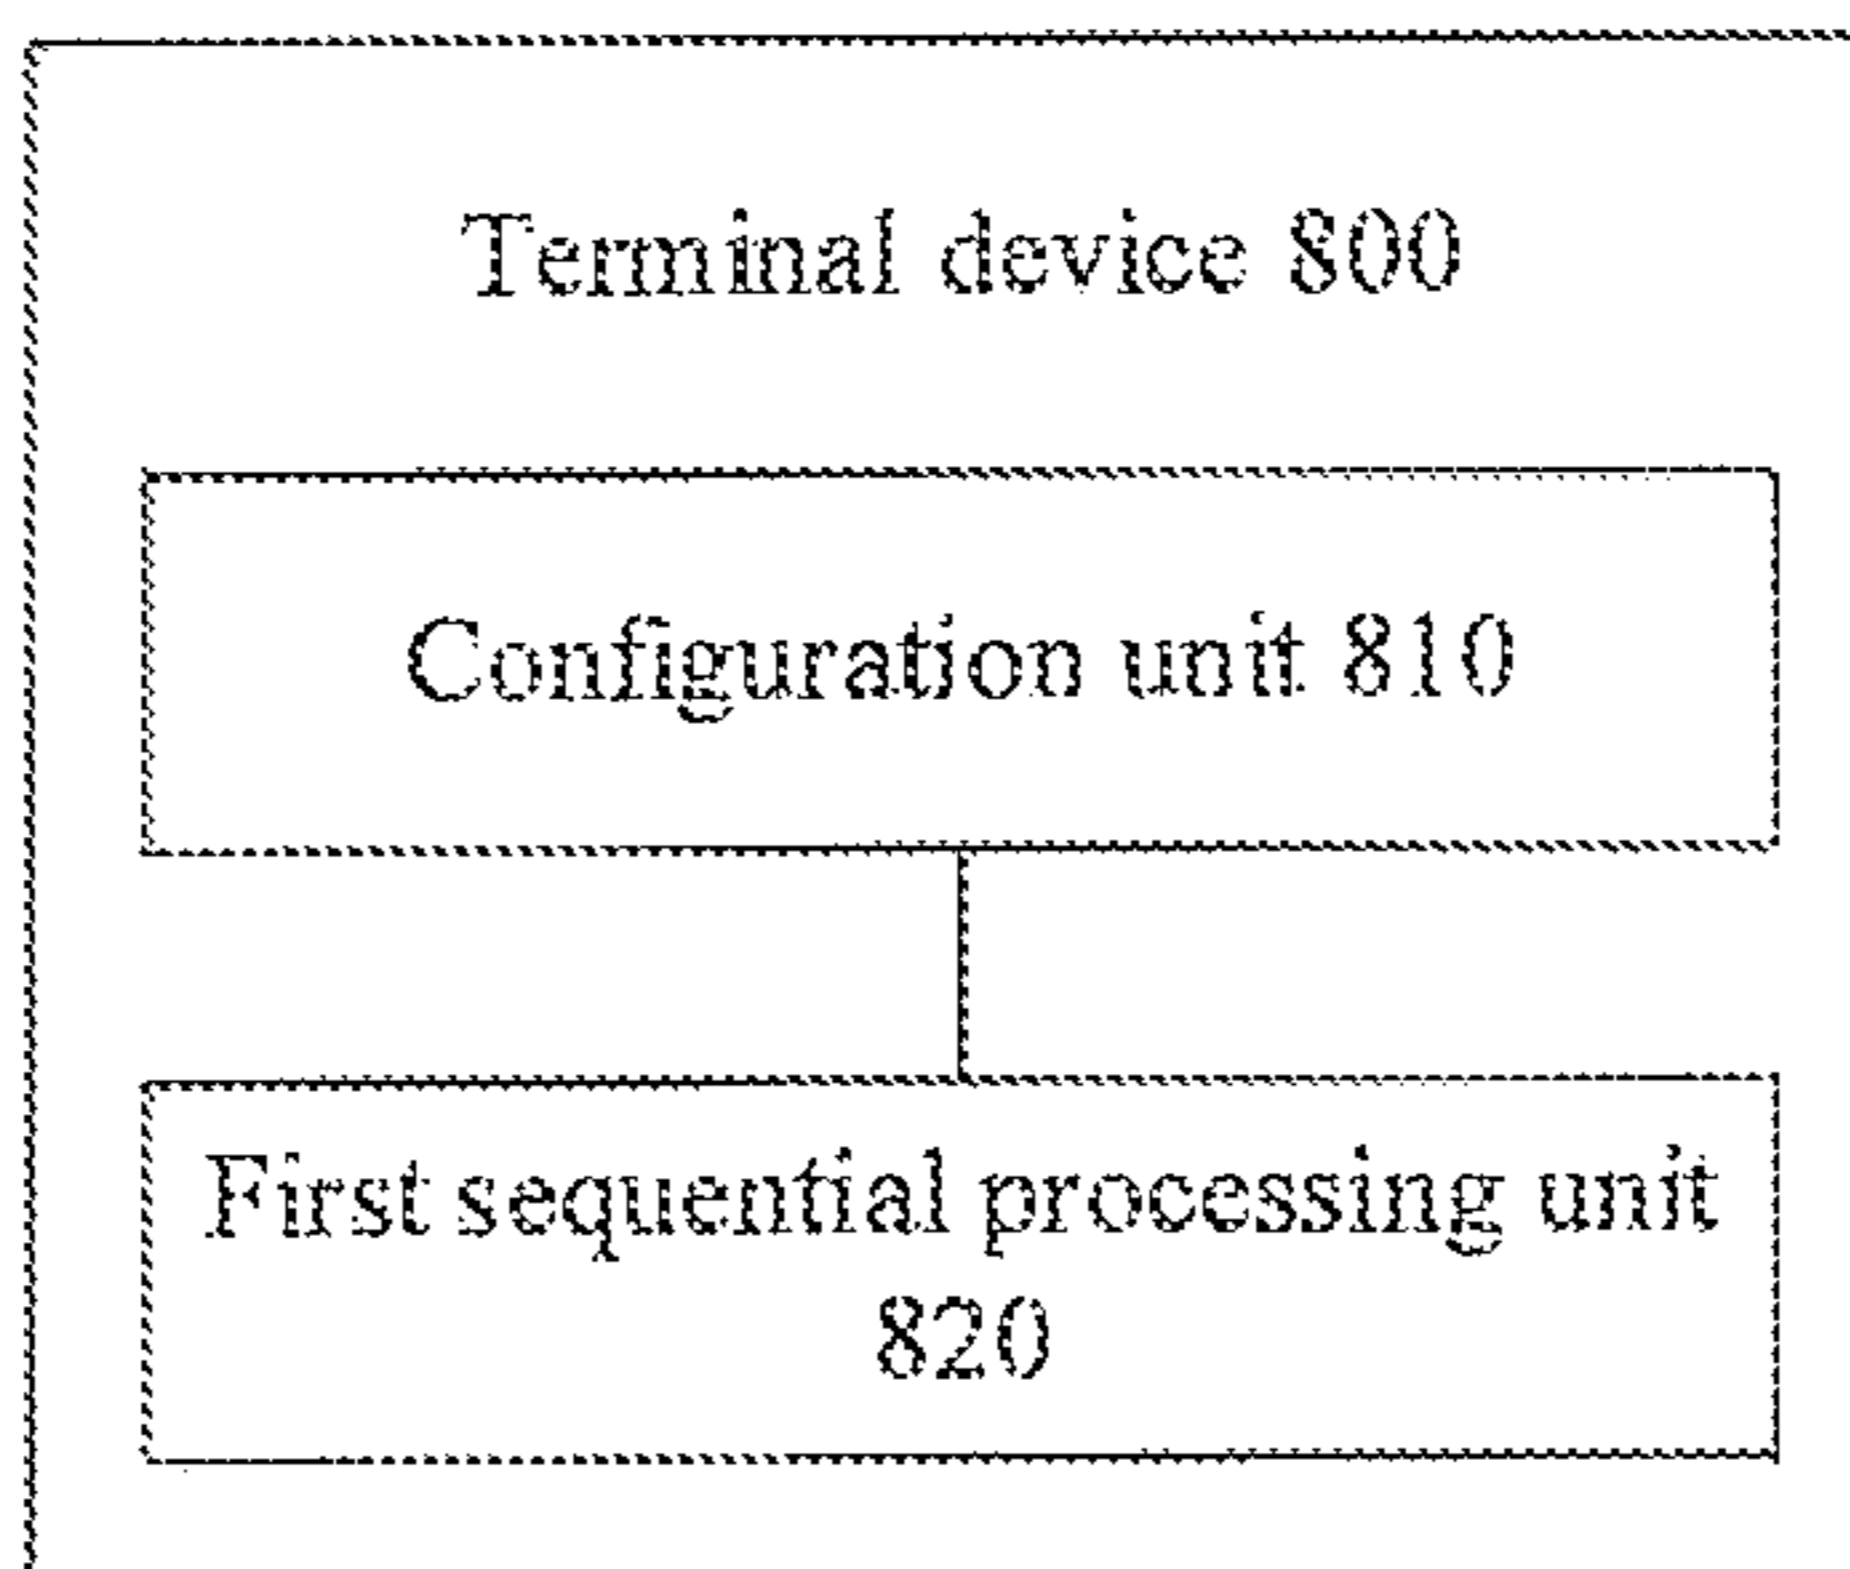 Terminal device 800
Configuration unit 810
First sequential processing unit
820